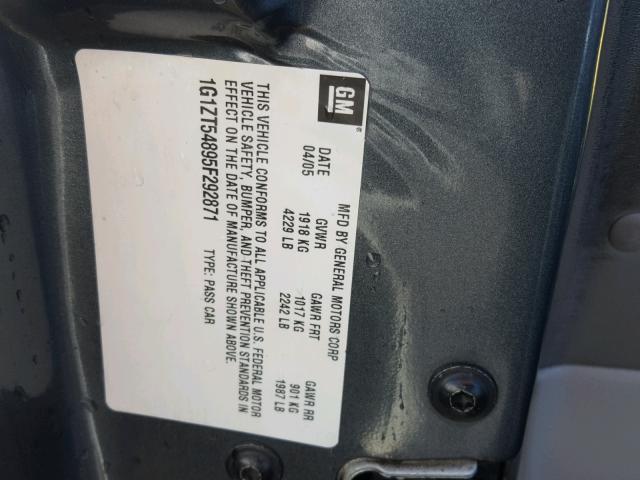 GM
MFD BY GENERAL MOTORS CORP
DATE GVWR GAWR FRT GAWR RR
04/05 1918 KG 1017 KG 901 KG
4229 LB 2242 LB 1987 LB
THIS VEHICLE CONFORMS TO ALL APPLICABLE U.S. FEDERAL MOTOR
VEHICLE SAFETY, BUMPER, AND THEFT PREVENTION STANDARDS IN
EFFECT ON THE DATE OF MANUFACTURE SHOWN ABOVE.
1G1ZT54895F292871 TYPE: PASS CAR